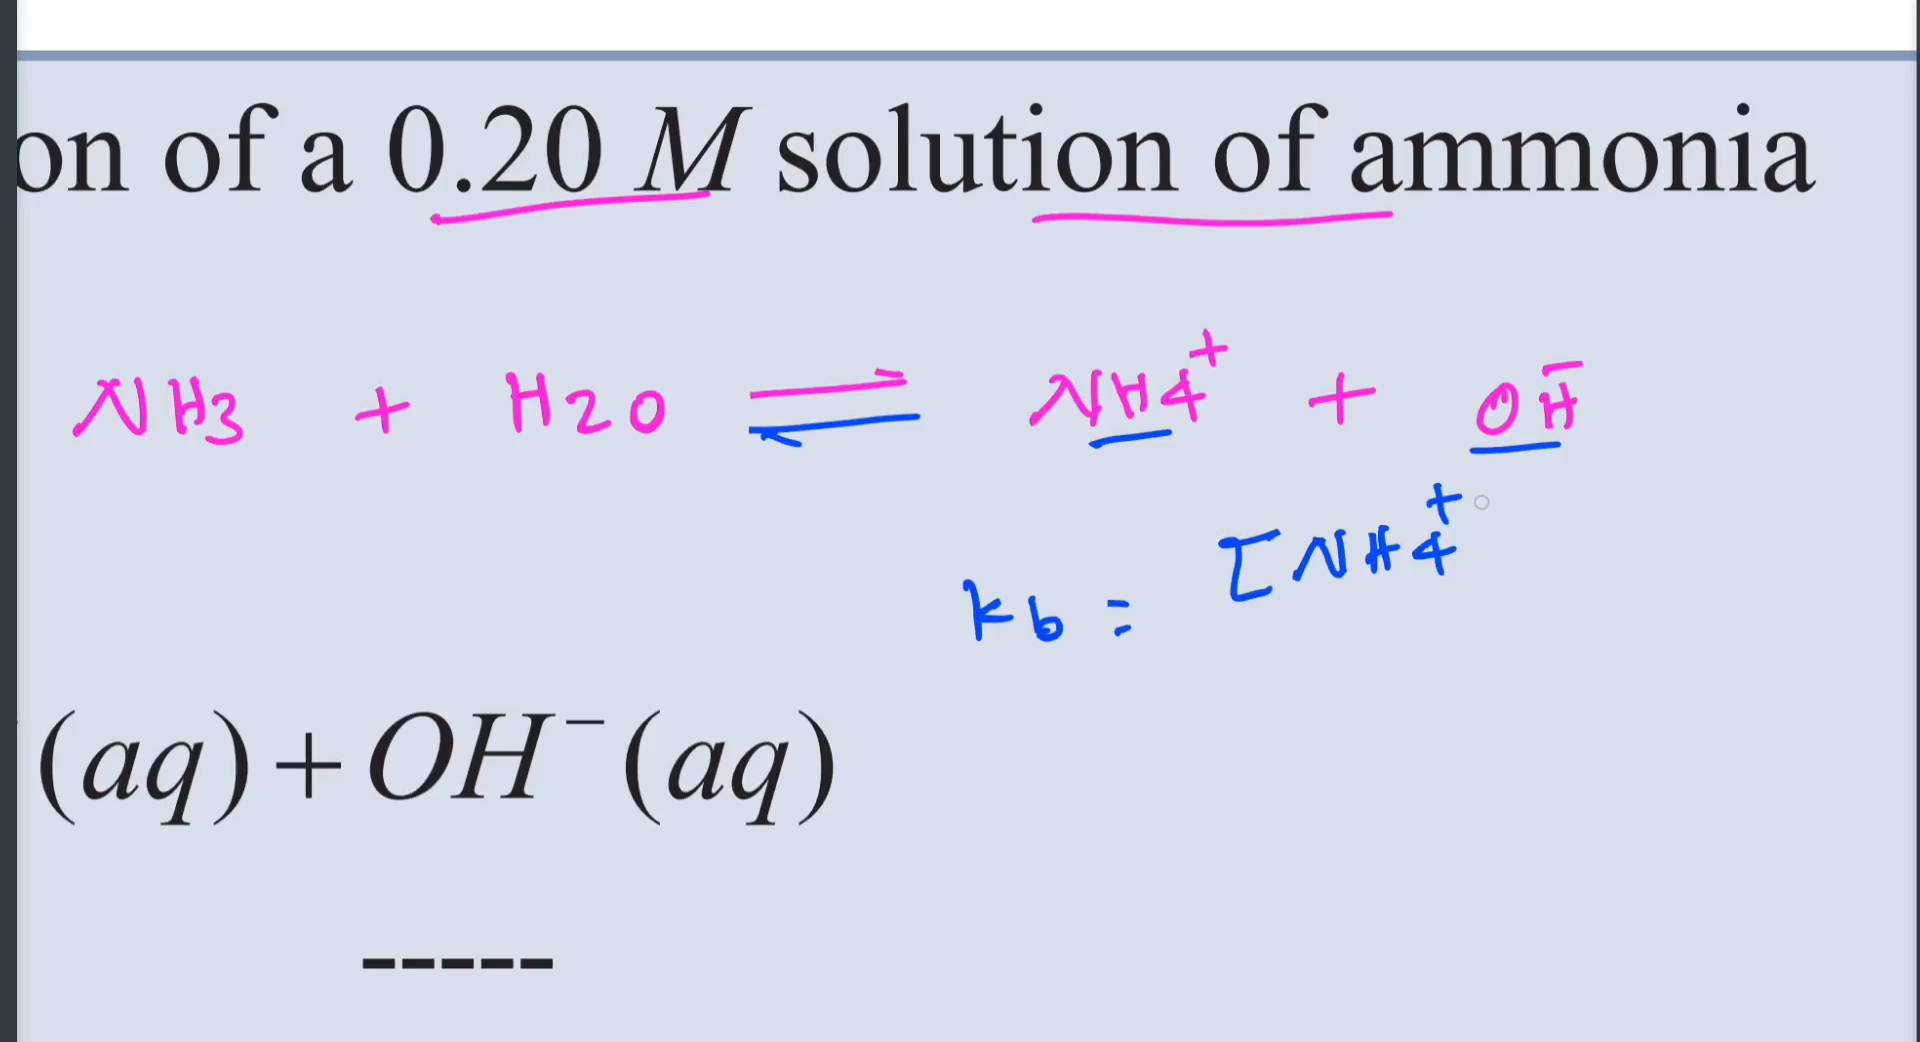 on of a 0.20 M solution of ammonia
NH3 + H2O ⇌ NH4⁺ + OH⁻
kb = [NH4⁺
(aq) + OH⁻(aq)
-----